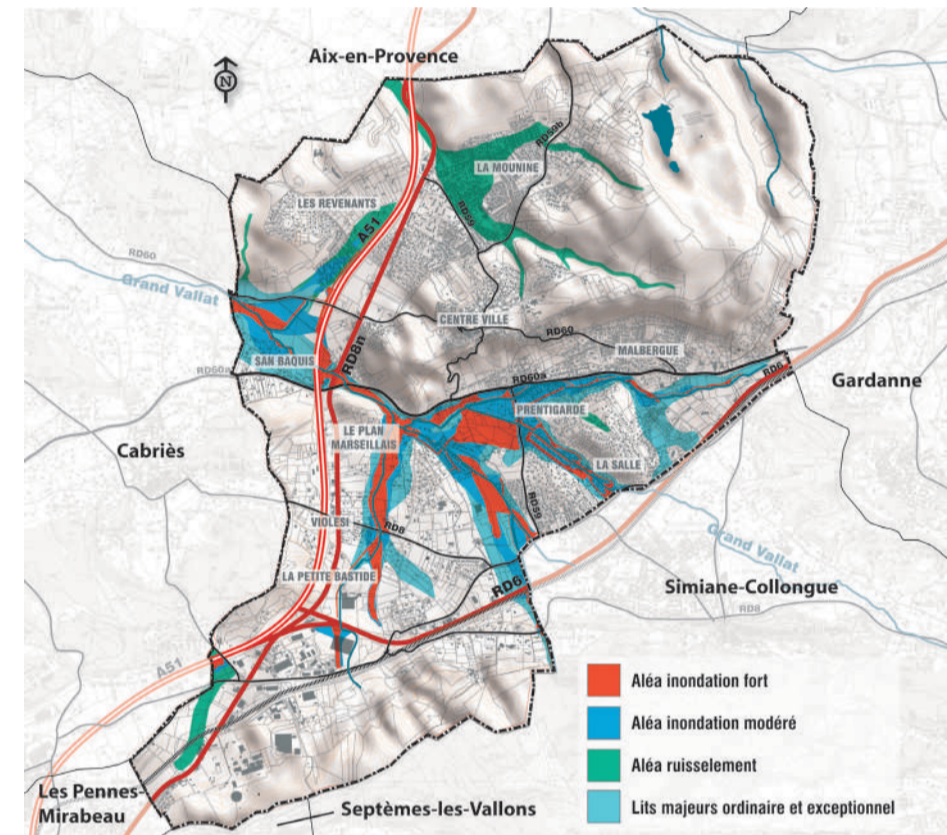 Aix-en-Provence
N
RD60b
LA MOUNINE
LES REVENANTS
A51
RD59
RD60
Grand Vallat
CENTRE VILLE
RD8n
RD60
SAN BAQUIS
MALBERGUE
RD60a
RD60a
RD6
Gardanne
PRENTIGARDE
LE PLAN
MARSEILLAIS
Cabriès
LA SALLE
RD59
VIOLESI
RD8
Grand Vallat
LA PETITE BASTIDE
RD6
Simiane-Collongue
RD8
A51
Aléa inondation fort
Aléa inondation modéré
Aléa ruisselement
Lits majeurs ordinaire et exceptionnel
Les Pennes-
Mirabeau
Septèmes-les-Vallons